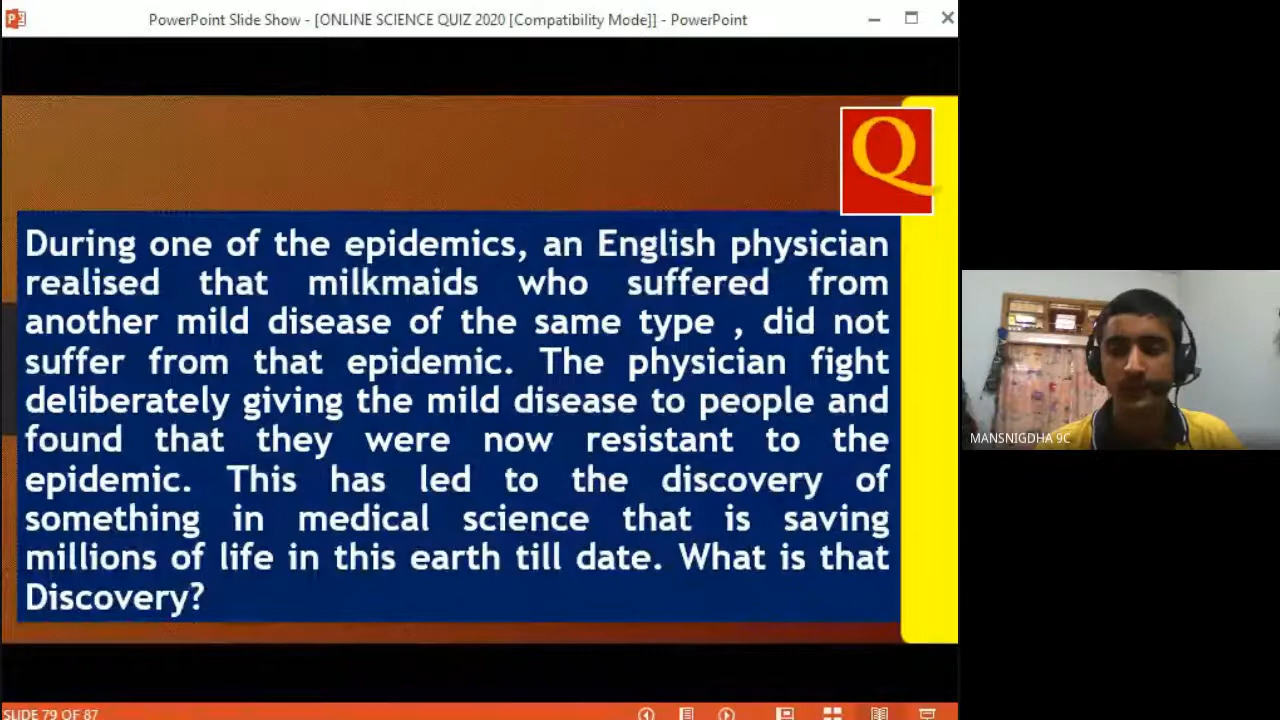 PowerPoint Slide Show - [ONLINE SCIENCE QUIZ 2020 [Compatibility Mode]] - PowerPoint
Q
During one of the epidemics, an English physician
realised that milkmaids who suffered from
another mild disease of the same type , did not
suffer from that epidemic. The physician fight
deliberately giving the mild disease to people and
found that they were now resistant to the
epidemic. This has led to the discovery of
something in medical science that is saving
millions of life in this earth till date. What is that
Discovery?
MANSNIGDHA 9C
SLIDE 79 OF 87